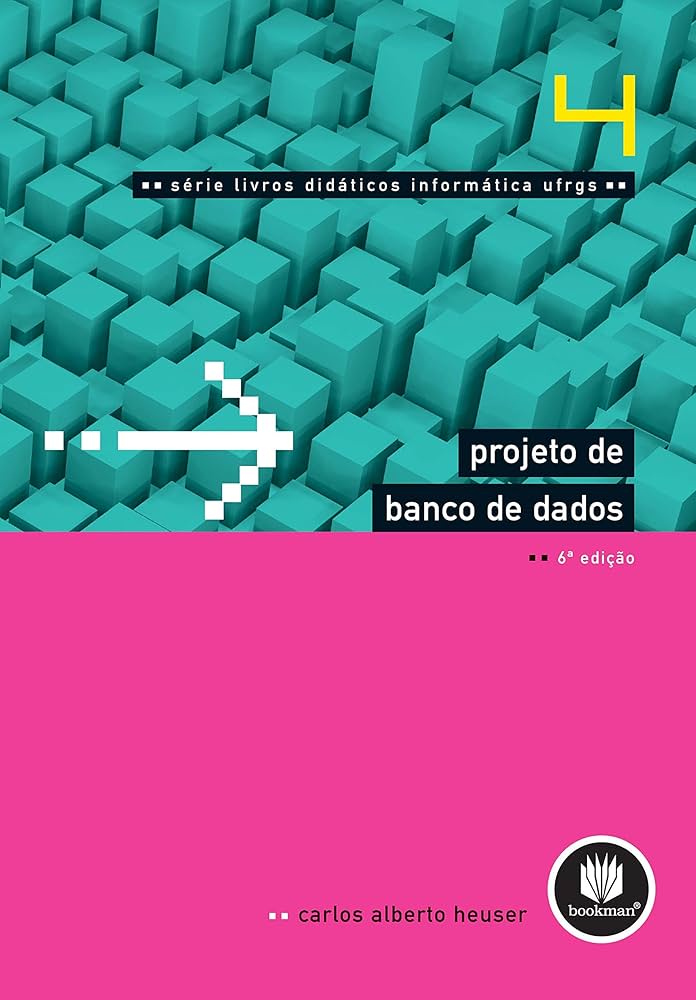 4
série livros didáticos informática ufrgs
projeto de
banco de dados
6ª edição
carlos alberto heuser
bookman®